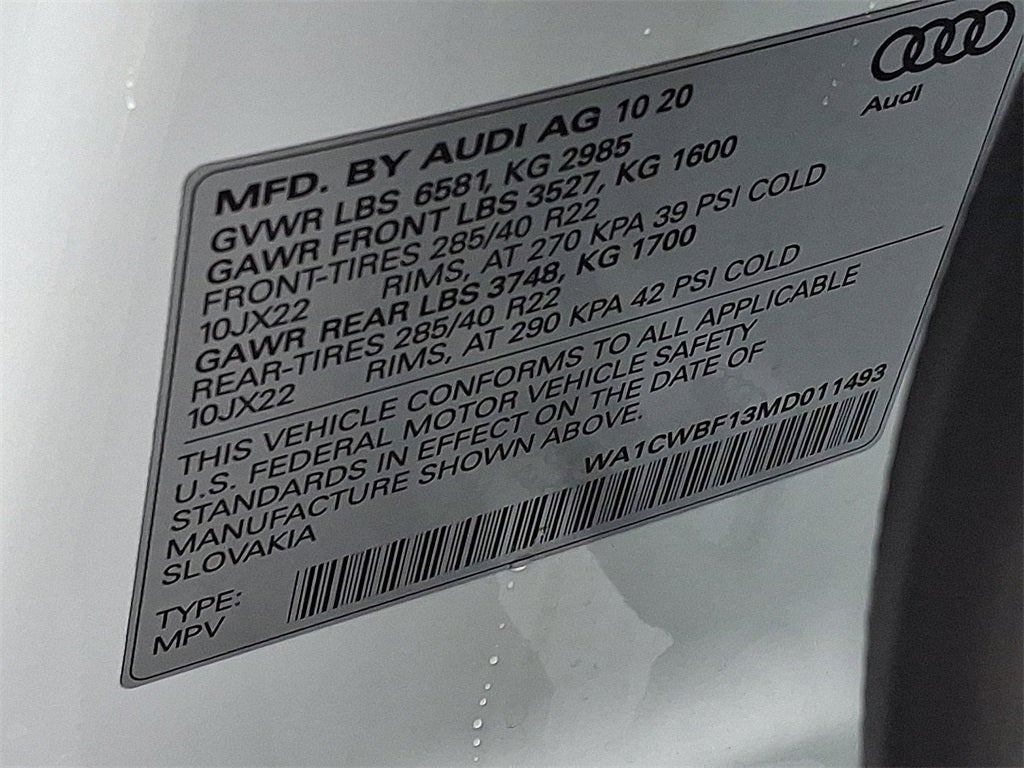 Audi
MFD. BY AUDI AG 10 20
GVWR LBS 6581, KG 2985
GAWR FRONT LBS 3527, KG 1600
FRONT-TIRES 285/40 R22
10JX22 RIMS, AT 270 KPA 39 PSI COLD
GAWR REAR LBS 3748, KG 1700
REAR-TIRES 285/40 R22
10JX22 RIMS, AT 290 KPA 42 PSI COLD
THIS VEHICLE CONFORMS TO ALL APPLICABLE
U.S. FEDERAL MOTOR VEHICLE SAFETY
STANDARDS IN EFFECT ON THE DATE OF
MANUFACTURE SHOWN ABOVE.
SLOVAKIA
WA1CWBF13MD011493
TYPE:
MPV